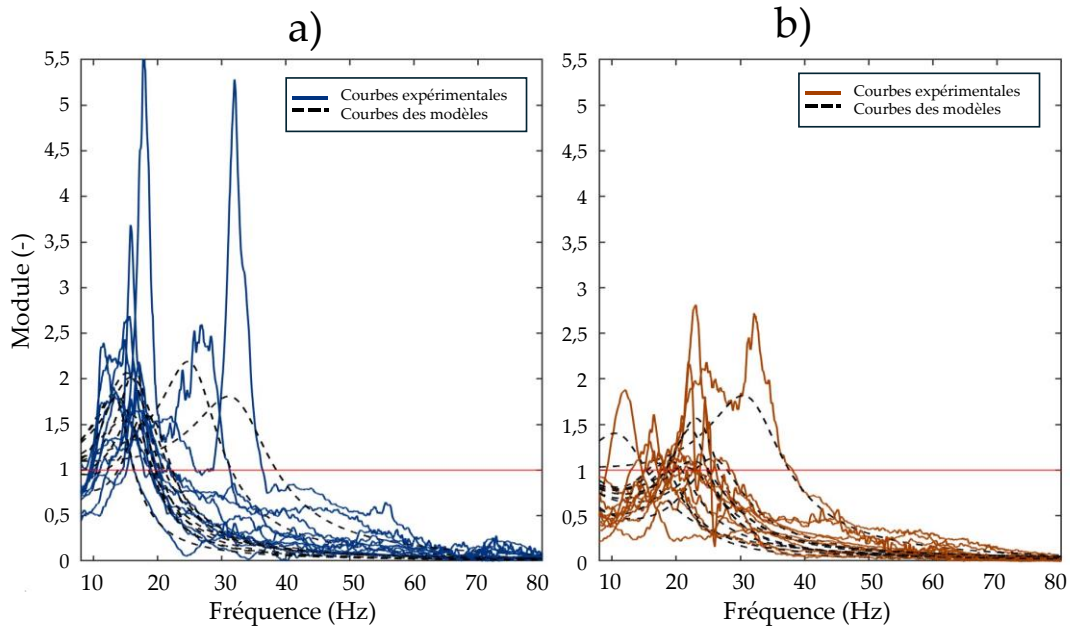 a)
b)
5,5
5
4,5
4
3,5
3
2,5
2
1,5
1
0,5
0
Module (-)
Courbes expérimentales
Courbes des modèles
10 20 30 40 50 60 70 80
Fréquence (Hz)
5,5
5
4,5
4
3,5
3
2,5
2
1,5
1
0,5
0
Courbes expérimentales
Courbes des modèles
10 20 30 40 50 60 70 80
Fréquence (Hz)